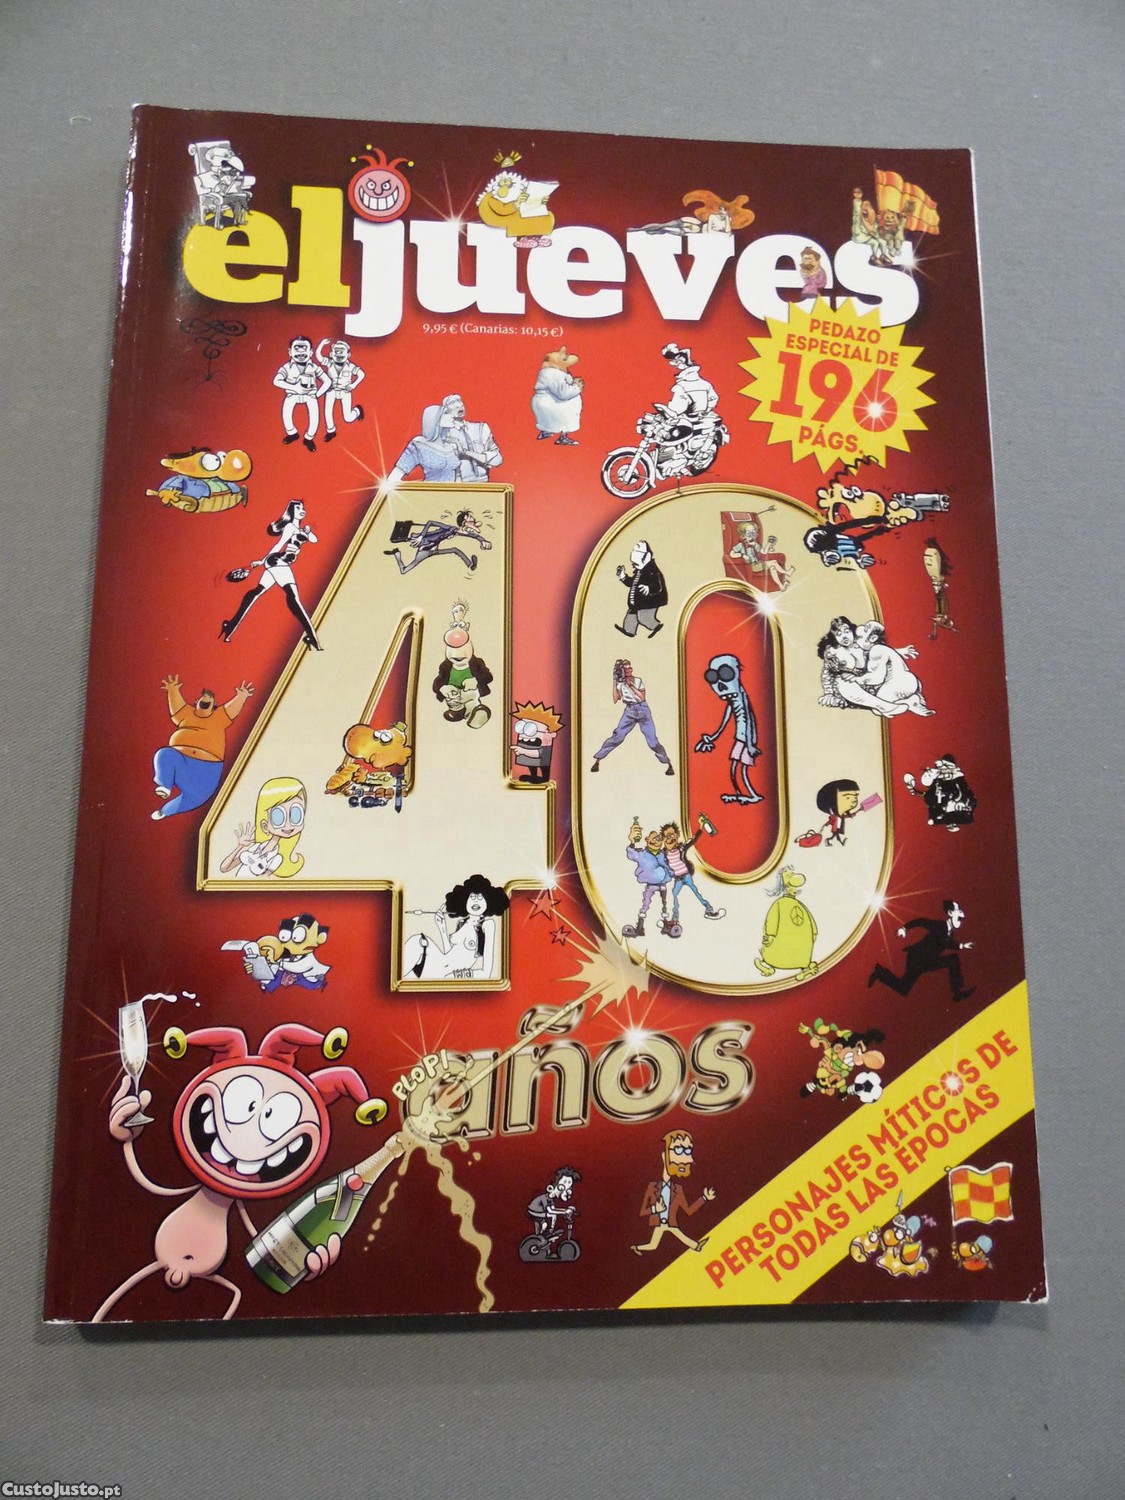 el jueves
9,95 € (Canarias: 10,15 €)
PEDAZO
ESPECIAL DE
196
PÁGS.
40
años
FLOP!
PERSONAJES MÍTICOS DE
TODAS LAS ÉPOCAS
CustoJusto.pt